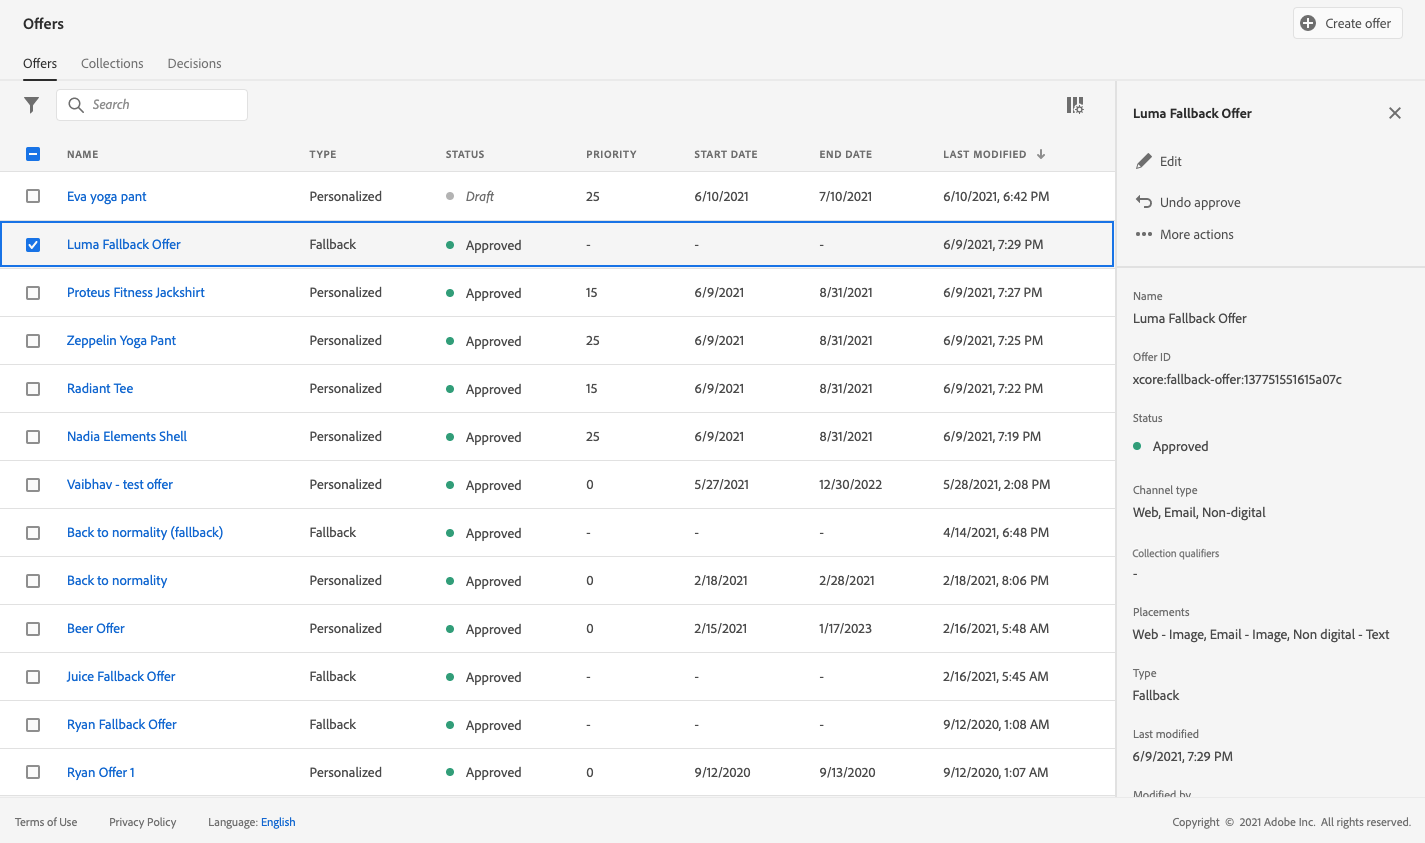 Offers
Create offer
Offers Collections Decisions
Search
NAME TYPE STATUS PRIORITY START DATE END DATE LAST MODIFIED
Eva yoga pant Personalized Draft 25 6/10/2021 7/10/2021 6/10/2021, 6:42 PM
Luma Fallback Offer Fallback Approved - - - 6/9/2021, 7:29 PM
Proteus Fitness Jackshirt Personalized Approved 15 6/9/2021 8/31/2021 6/9/2021, 7:27 PM
Zeppelin Yoga Pant Personalized Approved 25 6/9/2021 8/31/2021 6/9/2021, 7:25 PM
Radiant Tee Personalized Approved 15 6/9/2021 8/31/2021 6/9/2021, 7:22 PM
Nadia Elements Shell Personalized Approved 25 6/9/2021 8/31/2021 6/9/2021, 7:19 PM
Vaibhav - test offer Personalized Approved 0 5/27/2021 12/30/2022 5/28/2021, 2:08 PM
Back to normality (fallback) Fallback Approved - - - 4/14/2021, 6:48 PM
Back to normality Personalized Approved 0 2/18/2021 2/28/2021 2/18/2021, 8:06 PM
Beer Offer Personalized Approved 0 2/15/2021 1/17/2023 2/16/2021, 5:48 AM
Juice Fallback Offer Fallback Approved - - - 2/16/2021, 5:45 AM
Ryan Fallback Offer Fallback Approved - - - 9/12/2020, 1:08 AM
Ryan Offer 1 Personalized Approved 0 9/12/2020 9/13/2020 9/12/2020, 1:07 AM
Luma Fallback Offer
Edit
Undo approve
More actions
Name
Luma Fallback Offer
Offer ID
xcore:fallback-offer:137751551615a07c
Status
Approved
Channel type
Web, Email, Non-digital
Collection qualifiers
-
Placements
Web - Image, Email - Image, Non digital - Text
Type
Fallback
Last modified
6/9/2021, 7:29 PM
Modified by
Terms of Use Privacy Policy Language: English
Copyright © 2021 Adobe Inc. All rights reserved.